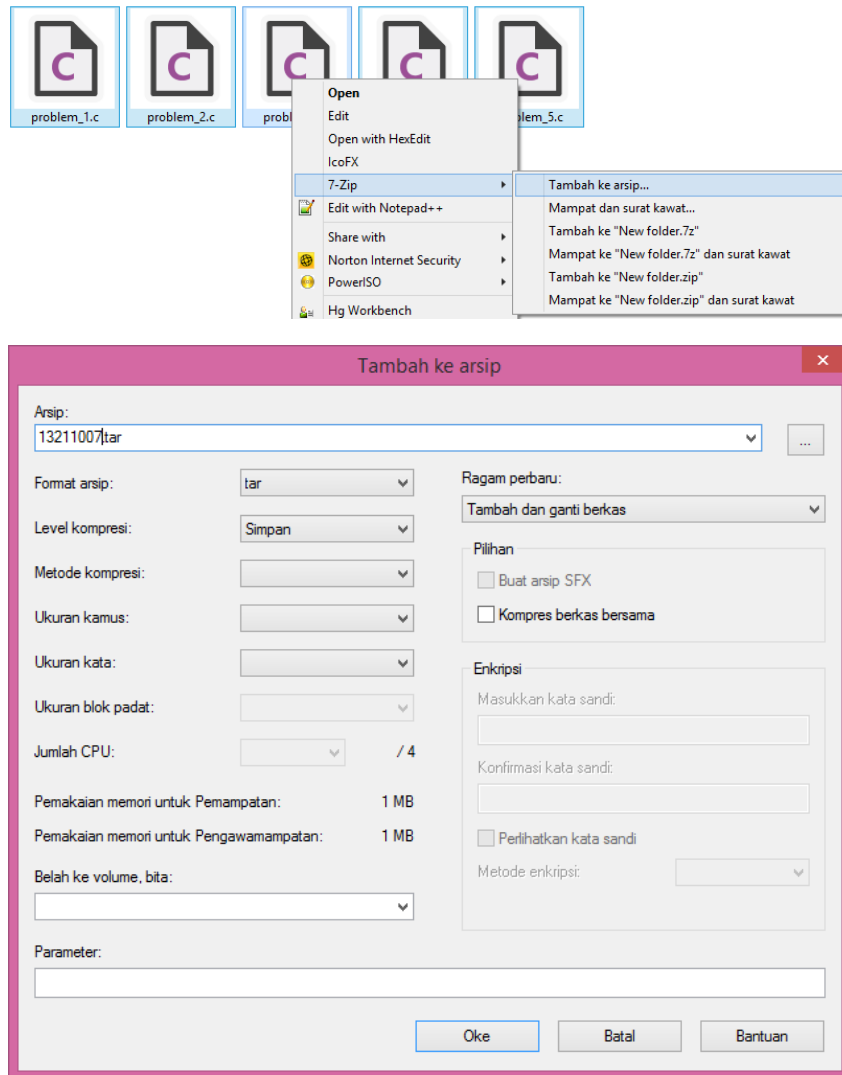 C
C
C
C
C
problem_1.c
problem_2.c
probl
lem_5.c
Open
Edit
Open with HexEdit
IcoFX
7-Zip
Edit with Notepad++
Share with
Norton Internet Security
PowerISO
Hg Workbench
Tambah ke arsip...
Mampat dan surat kawat...
Tambah ke "New folder.7z"
Mampat ke "New folder.7z" dan surat kawat
Tambah ke "New folder.zip"
Mampat ke "New folder.zip" dan surat kawat
Tambah ke arsip
Arsip:
13211007.tar
...
Format arsip:
tar
Level kompresi:
Simpan
Metode kompresi:
Ukuran kamus:
Ukuran kata:
Ukuran blok padat:
Jumlah CPU:
/ 4
Pemakaian memori untuk Pemampatan:
1 MB
Pemakaian memori untuk Pengawamampatan:
1 MB
Belah ke volume, bita:
Ragam perbaru:
Tambah dan ganti berkas
Pilihan
Buat arsip SFX
Kompres berkas bersama
Enkripsi
Masukkan kata sandi:
Konfirmasi kata sandi:
Perlihatkan kata sandi
Metode enkripsi:
Parameter:
Oke
Batal
Bantuan